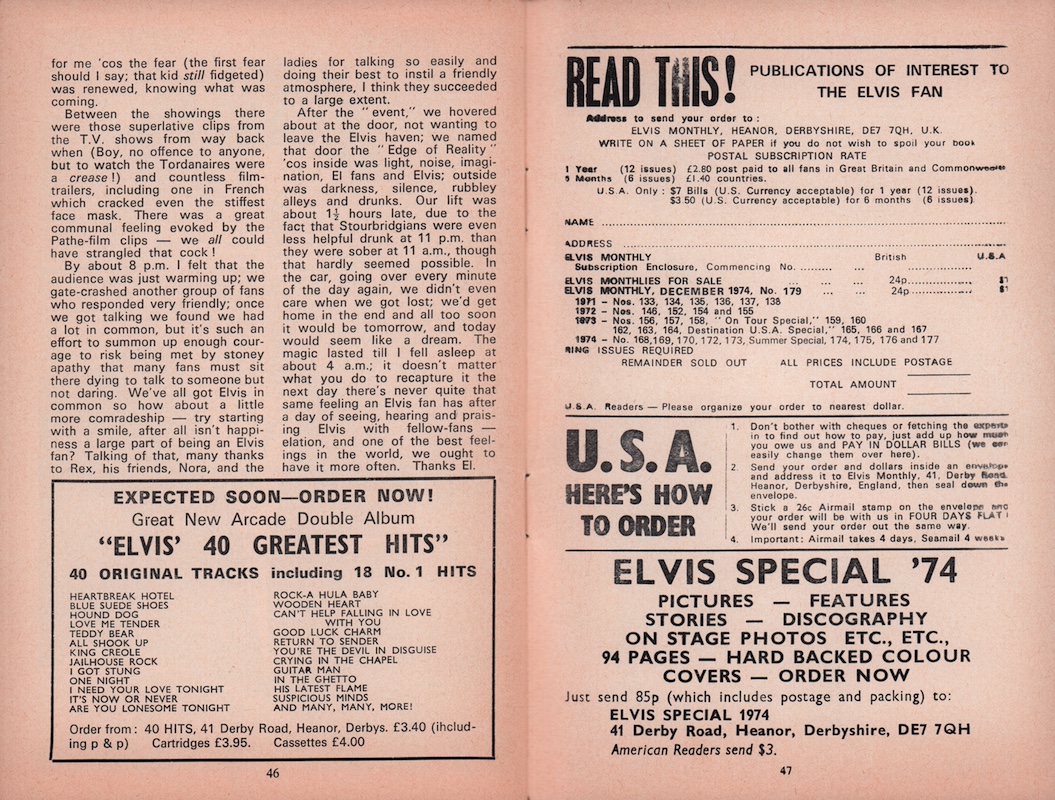 for me 'cos the fear (the first fear
should I say; that kid still fidgeted)
was renewed, knowing what was
coming.
Between the showings there
were those superlative clips from
the T.V. shows from way back
when (Boy, no offence to anyone,
but to watch the Tordanaires were
a crease!) and countless film-
trailers, including one in French
which cracked even the stiffest
face mask. There was a great
communal feeling evoked by the
Pathe-film clips — we all could
have strangled that cock!
By about 8 p.m. I felt that the
audience was just warming up; we
gate-crashed another group of fans
who responded very friendly; once
we got talking we found we had
a lot in common, but it's such an
effort to summon up enough cour-
age to risk being met by stoney
apathy that many fans must sit
there dying to talk to someone but
not daring. We've all got Elvis in
common so how about a little
more comradeship — try starting
with a smile, after all isn't happi-
ness a large part of being an Elvis
fan? Talking of that, many thanks
to Rex, his friends, Nora, and the
ladies for talking so easily and
doing their best to instil a friendly
atmosphere, I think they succeeded
to a large extent.
After the "event," we hovered
about at the door, not wanting to
leave the Elvis haven; we named
that door the "Edge of Reality"
'cos inside was light, noise, imagi-
nation, El fans and Elvis; outside
was darkness, silence, rubbley
alleys and drunks. Our lift was
about 1½ hours late, due to the
fact that Stourbridgians were even
less helpful drunk at 11 p.m. than
they were sober at 11 a.m., though
that hardly seemed possible. In
the car, going over every minute
of the day again, we didn't even
care when we got lost; we'd get
home in the end and all too soon
it would be tomorrow, and today
would seem like a dream. The
magic lasted till I fell asleep at
about 4 a.m.; it doesn't matter
what you do to recapture it the
next day there's never quite that
same feeling an Elvis fan has after
a day of seeing, hearing and prais-
ing Elvis with fellow-fans —
elation, and one of the best feel-
ings in the world, we ought to
have it more often. Thanks El.
EXPECTED SOON—ORDER NOW!
Great New Arcade Double Album
"ELVIS' 40 GREATEST HITS"
40 ORIGINAL TRACKS including 18 No. 1 HITS
HEARTBREAK HOTEL
BLUE SUEDE SHOES
HOUND DOG
LOVE ME TENDER
TEDDY BEAR
ALL SHOOK UP
KING CREOLE
JAILHOUSE ROCK
I GOT STUNG
ONE NIGHT
I NEED YOUR LOVE TONIGHT
IT'S NOW OR NEVER
ARE YOU LONESOME TONIGHT
ROCK-A HULA BABY
WOODEN HEART
CAN'T HELP FALLING IN LOVE
WITH YOU
GOOD LUCK CHARM
RETURN TO SENDER
YOU'RE THE DEVIL IN DISGUISE
CRYING IN THE CHAPEL
GUITAR MAN
IN THE GHETTO
HIS LATEST FLAME
SUSPICIOUS MINDS
AND MANY, MANY, MORE!
Order from: 40 HITS, 41 Derby Road, Heanor, Derbys. £3.40 (includ-
ing p & p) Cartridges £3.95. Cassettes £4.00
46
READ THIS! PUBLICATIONS OF INTEREST TO
THE ELVIS FAN
Address to send your order to:
ELVIS MONTHLY, HEANOR, DERBYSHIRE, DE7 7QH, U.K.
WRITE ON A SHEET OF PAPER if you do not wish to spoil your book
POSTAL SUBSCRIPTION RATE
1 Year (12 issues) £2.80 post paid to all fans in Great Britain and Commonwealth
Months (6 issues) £1.40 countries.
U.S.A. Only: $7 Bills (U.S. Currency acceptable) for 1 year (12 issues).
$3.50 (U.S. Currency acceptable) for 6 months (6 issues).
NAME
ADDRESS
ELVIS MONTHLY British U.S.A
Subscription Enclosure, Commencing No. ......... ... ...................
ELVIS MONTHLIES FOR SALE ... ... 24p................... $1
ELVIS MONTHLY, DECEMBER 1974, No. 179 ... ... 24p................... $1
1971 – Nos. 133, 134, 135, 136, 137, 138
1972 – Nos. 146, 152, 154 and 155
1973 – Nos. 156, 157, 158, "On Tour Special," 159, 160
162, 163, 164, Destination U.S.A. Special," 165, 166 and 167
1974 – No. 168,169, 170, 172, 173, Summer Special, 174, 175, 176 and 177
RING ISSUES REQUIRED
REMAINDER SOLD OUT ALL PRICES INCLUDE POSTAGE
TOTAL AMOUNT
U.S.A. Readers — Please organize your order to nearest dollar.
U.S.A.
HERE'S HOW
TO ORDER
1. Don't bother with cheques or fetching the experts
in to find out how to pay, just add up how much
you owe us and PAY IN DOLLAR BILLS (we can
easily change them over here).
2. Send your order and dollars inside an envelope
and address it to Elvis Monthly, 41, Derby Road,
Heanor, Derbyshire, England, then seal down the
envelope.
3. Stick a 26c Airmail stamp on the envelope and
your order will be with us in FOUR DAYS FLAT!
We'll send your order out the same way.
4. Important: Airmail takes 4 days, Seamail 4 weeks
ELVIS SPECIAL '74
PICTURES — FEATURES
STORIES — DISCOGRAPHY
ON STAGE PHOTOS ETC., ETC.,
94 PAGES — HARD BACKED COLOUR
COVERS — ORDER NOW
Just send 85p (which includes postage and packing) to:
ELVIS SPECIAL 1974
41 Derby Road, Heanor, Derbyshire, DE7 7QH
American Readers send $3.
47